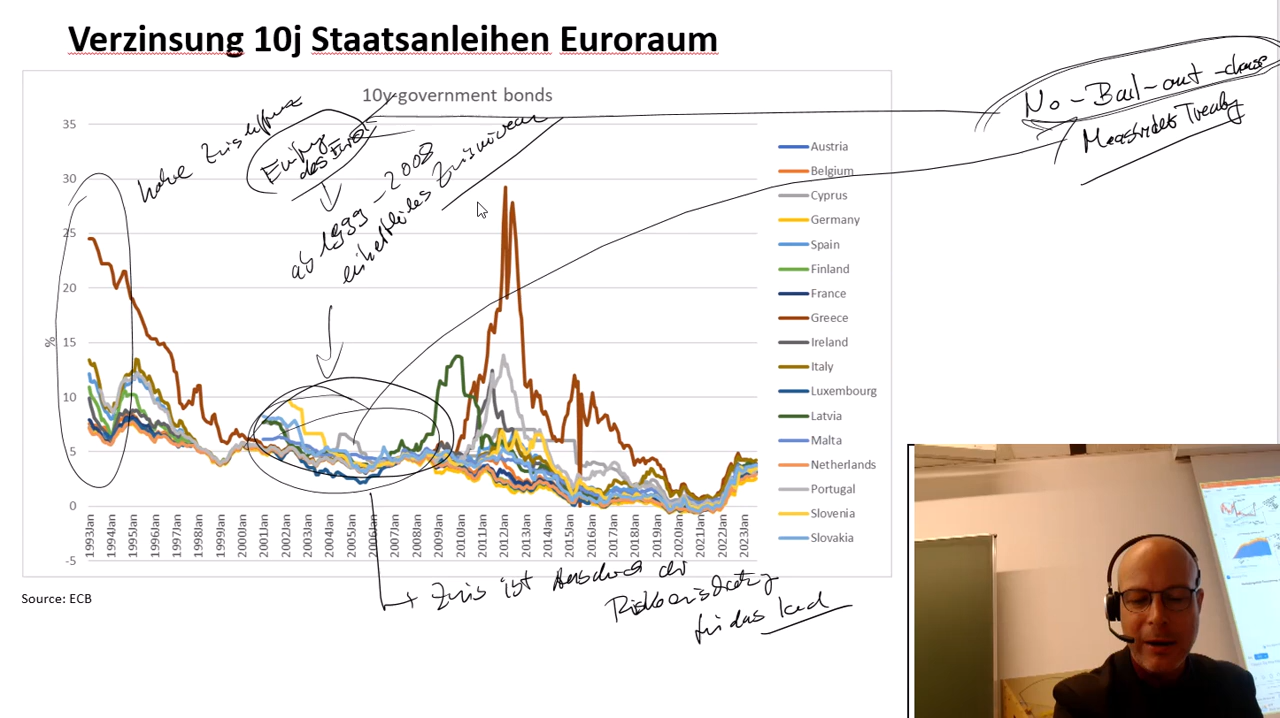 Verzinsung 10j Staatsanleihen Euroraum
10y government bonds
No-Bail-out-clause
Treaty
hohe Zinsdifferenz
des Euro
ab 1999 - 2008
einheitliches Zinsniveau
35
30
25
20
15
10
5
0
-5
%
Austria
Belgium
Cyprus
Germany
Spain
Finland
France
Greece
Ireland
Italy
Luxembourg
Latvia
Malta
Netherlands
Portugal
Slovenia
Slovakia
1993Jan
1994Jan
1995Jan
1996Jan
1997Jan
1998Jan
1999Jan
2000Jan
2001Jan
2002Jan
2003Jan
2004Jan
2005Jan
2006Jan
2007Jan
2008Jan
2009Jan
2010Jan
2011Jan
2012Jan
2013Jan
2014Jan
2015Jan
2016Jan
2017Jan
2018Jan
2019Jan
2020Jan
2021Jan
2022Jan
2023Jan
Source: ECB
Zins ist Ausdruck der
für das Land